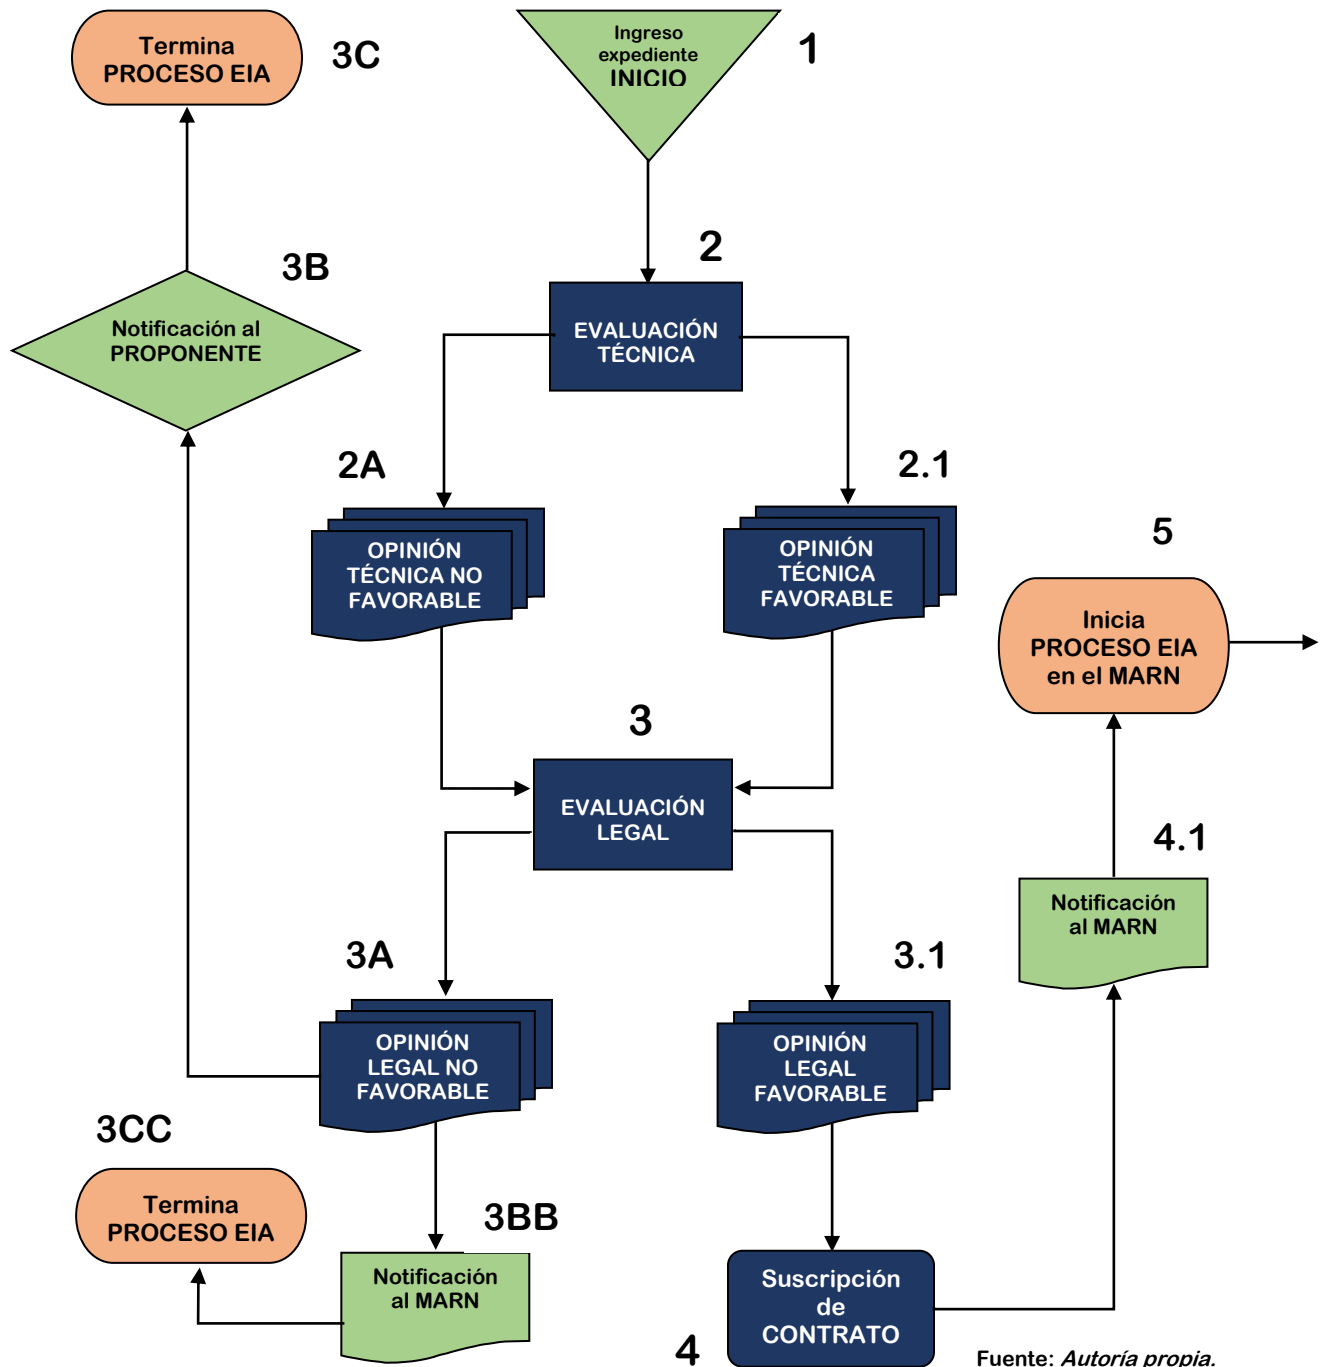 Termina
PROCESO EIA
3C
Ingreso
expediente
INICIO
1
3B
Notificación al
PROPONENTE
2
EVALUACIÓN
TÉCNICA
2A
OPINIÓN
TÉCNICA NO
FAVORABLE
2.1
OPINIÓN
TÉCNICA
FAVORABLE
5
Inicia
PROCESO EIA
en el MARN
3
EVALUACIÓN
LEGAL
4.1
Notificación
al MARN
3A
OPINIÓN
LEGAL NO
FAVORABLE
3.1
OPINIÓN
LEGAL
FAVORABLE
3CC
Termina
PROCESO EIA
3BB
Notificación
al MARN
Suscripción
de
CONTRATO
4
Fuente: Autoría propia.